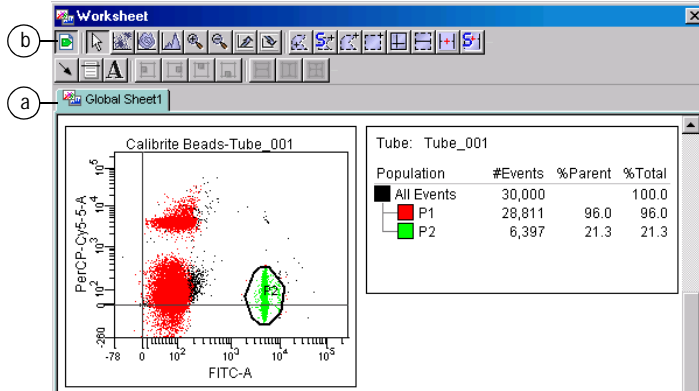 Worksheet
b
A
a
Global Sheet1
Calibrite Beads-Tube_001
PerCP-Cy5-5-A
10^5
10^4
10^3
10^2
0
-260
P2
-78 0 10^2 10^3 10^4 10^5
FITC-A
Tube: Tube_001
Population #Events %Parent %Total
All Events 30,000 100.0
P1 28,811 96.0 96.0
P2 6,397 21.3 21.3